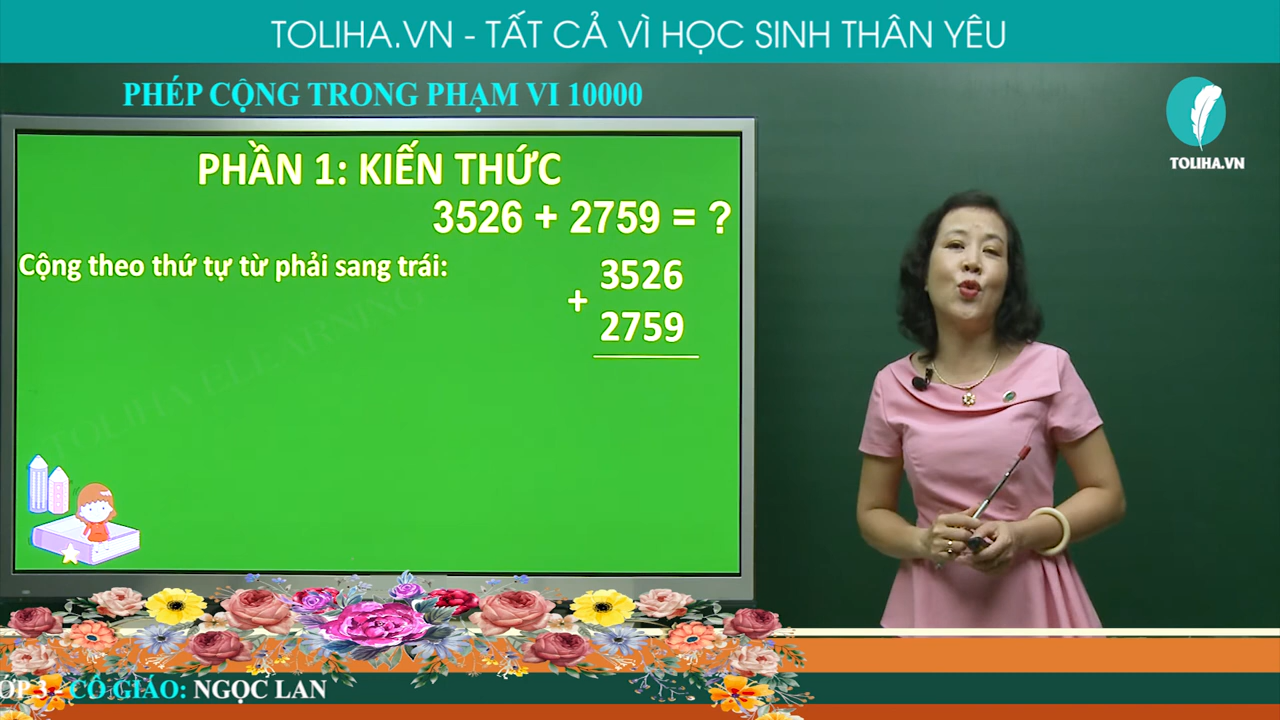 TOLIHA.VN - TẤT CẢ VÌ HỌC SINH THÂN YÊU
PHÉP CỘNG TRONG PHẠM VI 10000
TOLIHA.VN
PHẦN 1: KIẾN THỨC
3526 + 2759 = ?
Cộng theo thứ tự từ phải sang trái:
3526
+
2759
TOLIHA ELEARNING
ỚP 3 - CÔ GIÁO: NGỌC LAN